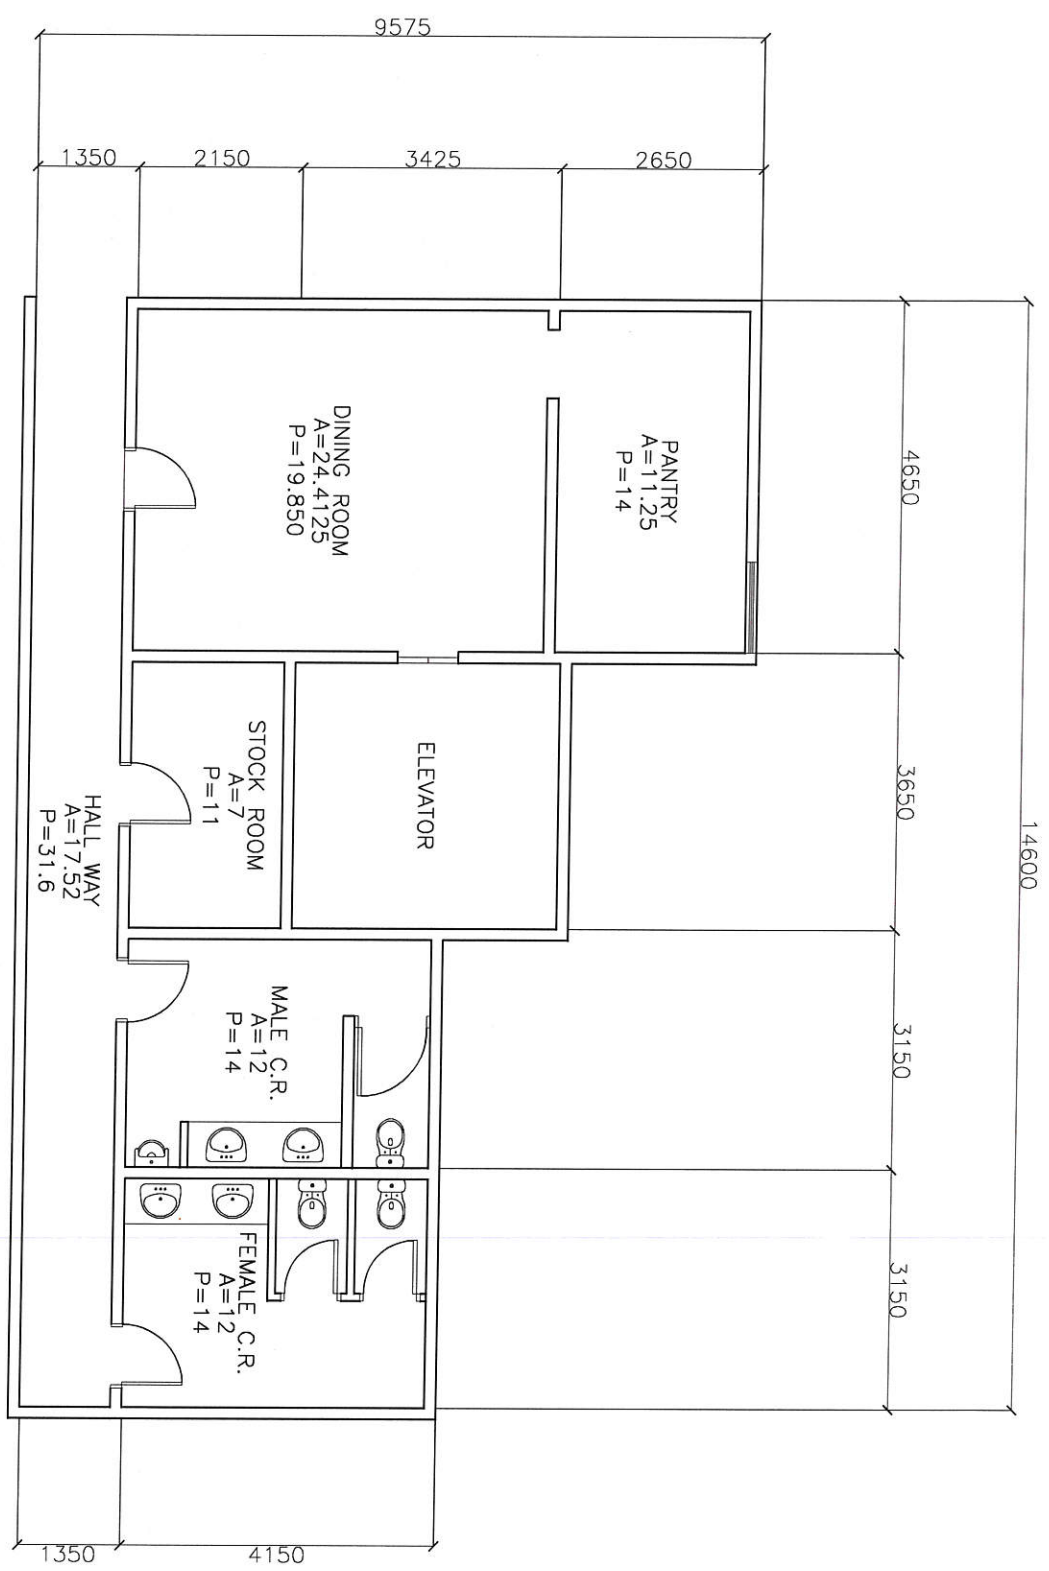 9575
1350
2150
3425
2650
4650
3650
3150
3150
14600
PANTRY
A=11.25
P=14
DINING ROOM
A=24.4125
P=19.850
ELEVATOR
STOCK ROOM
A=7
P=11
HALL WAY
A=17.52
P=31.6
MALE C.R.
A=12
P=14
FEMALE C.R.
A=12
P=14
1350
4150